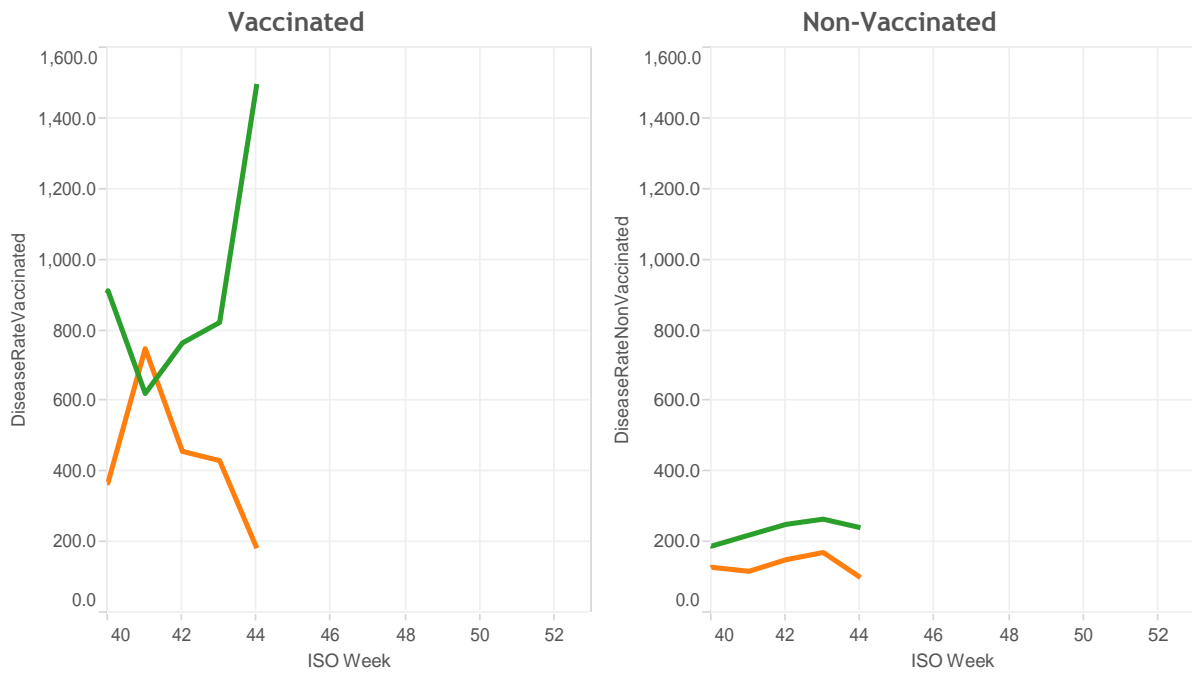 Vaccinated
DiseaseRateVaccinated
1,600.0
1,400.0
1,200.0
1,000.0
800.0
600.0
400.0
200.0
0.0
40 42 44 46 48 50 52
ISO Week
Non-Vaccinated
DiseaseRateNonVaccinated
1,600.0
1,400.0
1,200.0
1,000.0
800.0
600.0
400.0
200.0
0.0
40 42 44 46 48 50 52
ISO Week